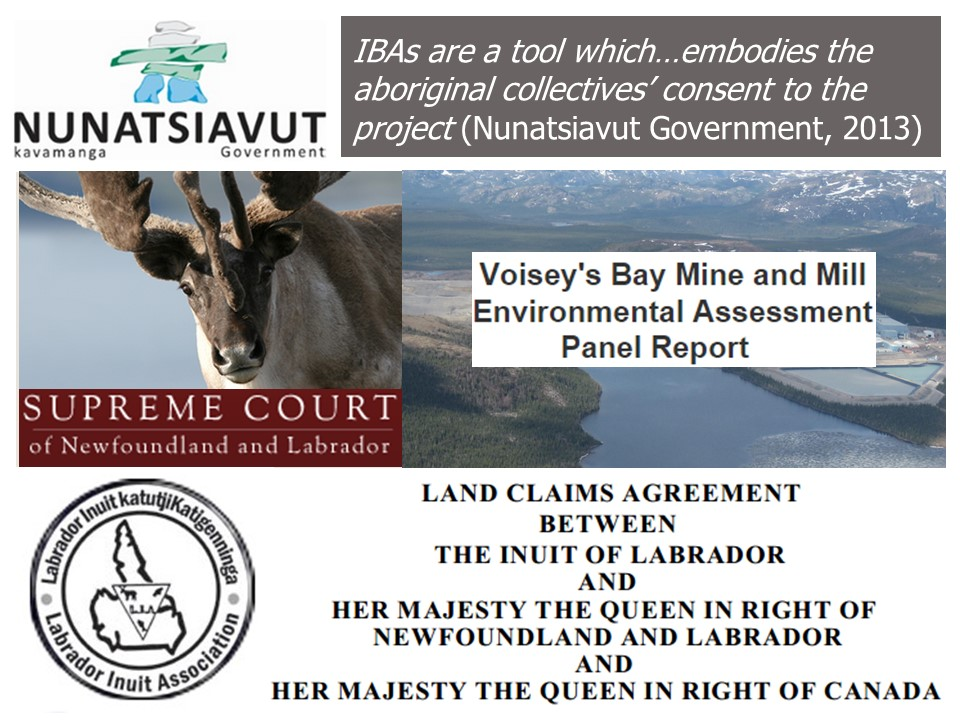 NUNATSIAVUT
kavamanga Government
IBAs are a tool which…embodies the
aboriginal collectives’ consent to the
project (Nunatsiavut Government, 2013)
SUPREME COURT
of Newfoundland and Labrador
Voisey's Bay Mine and Mill
Environmental Assessment
Panel Report
Labrador Inuit katutjiKatigenninga
Labrador Inuit Association
LAND CLAIMS AGREEMENT
BETWEEN
THE INUIT OF LABRADOR
AND
HER MAJESTY THE QUEEN IN RIGHT OF
NEWFOUNDLAND AND LABRADOR
AND
HER MAJESTY THE QUEEN IN RIGHT OF CANADA